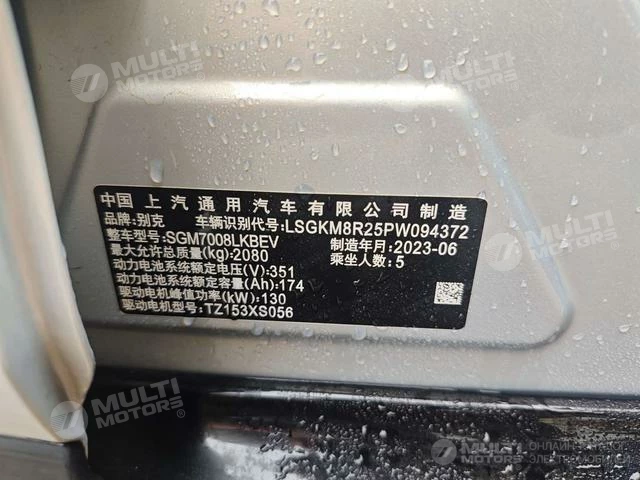 MULTI MOTORS
MULTI MOTORS
中国 上汽通用汽车有限公司制造
品牌:别克 车辆识别代号:LSGKM8R25PW094372
整车型号:SGM7008LKBEV 制造年月:2023-06
最大允许总质量(kg):2080 乘坐人数:5
动力电池系统额定电压(V):351
动力电池系统额定容量(Ah):174
驱动电机峰值功率(kW):130
驱动电机型号:TZ153XS056
MULTI MOTORS®
MULTI MOTORS
ОНЛАЙН-КАТАЛОГ
ЭЛЕКТРОМОБИЛЕЙ